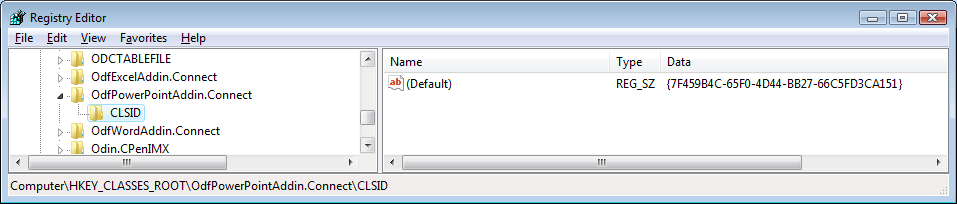 Registry Editor
File Edit View Favorites Help
ODCTABLEFILE
OdfExcelAddin.Connect
OdfPowerPointAddin.Connect
CLSID
OdfWordAddin.Connect
Odin.CPenIMX
Name Type Data
ab (Default) REG_SZ {7F459B4C-65F0-4D44-BB27-66C5FD3CA151}
Computer\HKEY_CLASSES_ROOT\OdfPowerPointAddin.Connect\CLSID